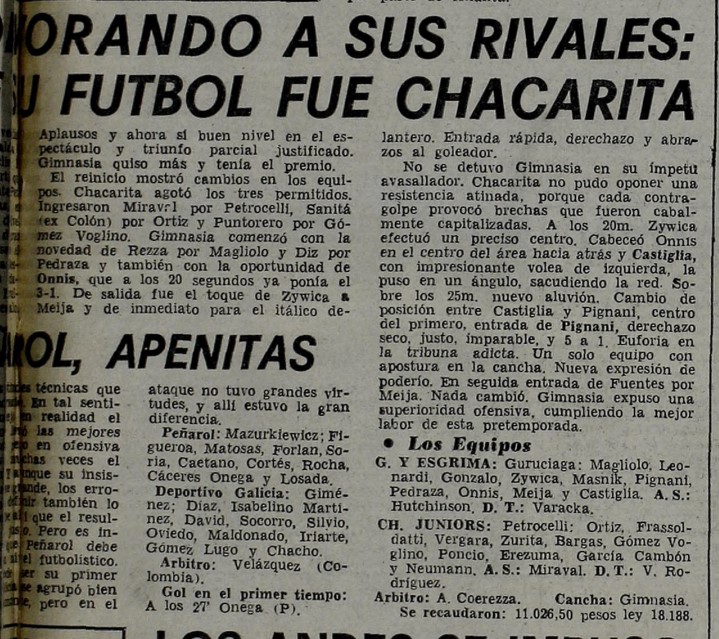 ORANDO A SUS RIVALES:
U FUTBOL FUE CHACARITA
Aplausos y ahora si buen nivel en el es-
pectáculo y triunfo parcial justificado.
Gimnasia quiso más y tenía el premio.
El reinicio mostró cambios en los equi-
pos. Chacarita agotó los tres permitidos.
Ingresaron Miravrl por Petrocelli, Sanitá
(ex Colón) por Ortiz y Puntorero por Gó-
mez Voglino. Gimnasia comenzó con la
novedad de Rezza por Magliolo y Diz por
Pedraza y también con la oportunidad de
Onnis, que a los 20 segundos ya ponía el
3-1. De salida fue el toque de Zywica a
Meija y de inmediato para el itálico de-
lantero. Entrada rápida, derechazo y abra-
zos al goleador.
No se detuvo Gimnasia en su ímpetu
avasallador. Chacarita no pudo oponer una
resistencia atinada, porque cada contra-
golpe provocó brechas que fueron cabal-
mente capitalizadas. A los 20m. Zywica
efectuó un preciso centro. Cabeceó Onnis
en el centro del área hacia atrás y Castiglia,
con impresionante volea de izquierda, la
puso en un ángulo, sacudiendo la red. So-
bre los 25m. nuevo aluvión. Cambio de
posición entre Castiglia y Pignani, centro
del primero, entrada de Pignani, derechazo
seco, justo, imparable, y 5 a 1. Euforia en
la tribuna adicta. Un solo equipo con
apostura en la cancha. Nueva expresión de
poderío. En seguida entrada de Fuentes por
Meija. Nada cambió. Gimnasia expuso una
superioridad ofensiva, cumpliendo la mejor
labor de esta pretemporada.
• Los Equipos
G. Y ESGRIMA: Guruciaga: Magliolo, Leo-
nardi, Gonzalo, Zywica, Masnik, Pignani,
Pedraza, Onnis, Meija y Castiglia. A. S.:
Hutchinson. D. T.: Varacka.
CH. JUNIORS: Petrocelli: Ortiz, Frassol-
datti, Vergara, Zurita, Bargas, Gómez Vo-
glino, Poncio, Erezuma, García Cambón
y Neumann. A. S.: Miraval. D. T.: V. Ro-
dríguez.
Arbitro: A. Coerezza. Cancha: Gimnasia.
Se recaudaron: 11.026,50 pesos ley 18.188.
ROL, APENITAS
técnicas que
En tal senti-
realidad el
las mejores
en ofensiva
chas veces el
nque su insis-
nde, los erro-
también lo
que el resul-
Pero es in-
Peñarol debe
el futbolístico.
ser su primer
se agrupó bien
pero en el
ataque no tuvo grandes vir-
tudes, y allí estuvo la gran
diferencia.
Peñarol: Mazurkiewicz; Fi-
gueroa, Matosas, Forlan, So-
ria, Caetano, Cortés, Rocha,
Cáceres Onega y Losada.
Deportivo Galicia: Gimé-
nez; Díaz, Isabelino Martí-
nez, David, Socorro, Silvio,
Oviedo, Maldonado, Iriarte,
Gómez Lugo y Chacho.
Arbitro: Velázquez (Co-
lombia).
Gol en el primer tiempo:
A los 27' Onega (P).